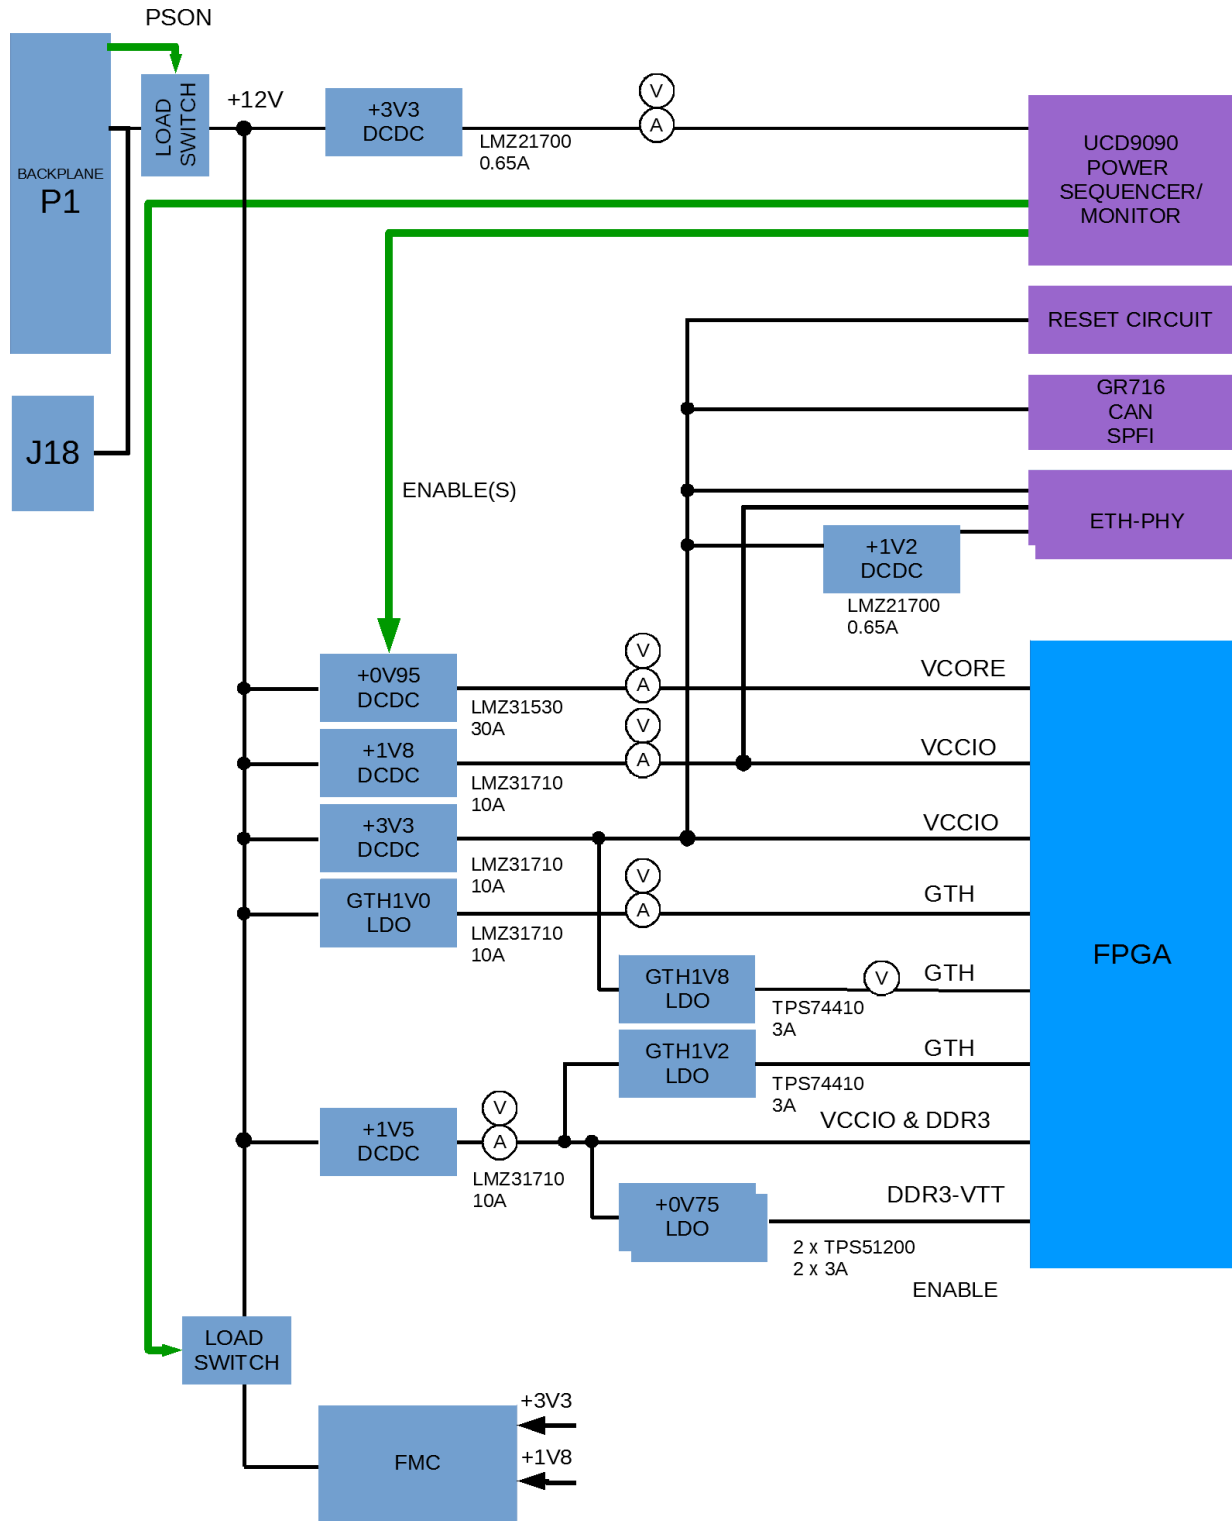 PSON
LOAD
SWITCH
+12V
+3V3
DCDC
LMZ21700
0.65A
V
A
UCD9090
POWER
SEQUENCER/
MONITOR
BACKPLANE
P1
RESET CIRCUIT
GR716
CAN
SPFI
J18
ENABLE(S)
ETH-PHY
+1V2
DCDC
LMZ21700
0.65A
+0V95
DCDC
LMZ31530
30A
V
A
VCORE
+1V8
DCDC
LMZ31710
10A
V
A
VCCIO
+3V3
DCDC
LMZ31710
10A
VCCIO
GTH1V0
LDO
LMZ31710
10A
V
A
GTH
FPGA
GTH1V8
LDO
TPS74410
3A
V
GTH
GTH1V2
LDO
TPS74410
3A
GTH
+1V5
DCDC
V
A
LMZ31710
10A
VCCIO & DDR3
+0V75
LDO
DDR3-VTT
2 x TPS51200
2 x 3A
ENABLE
LOAD
SWITCH
FMC
+3V3
+1V8